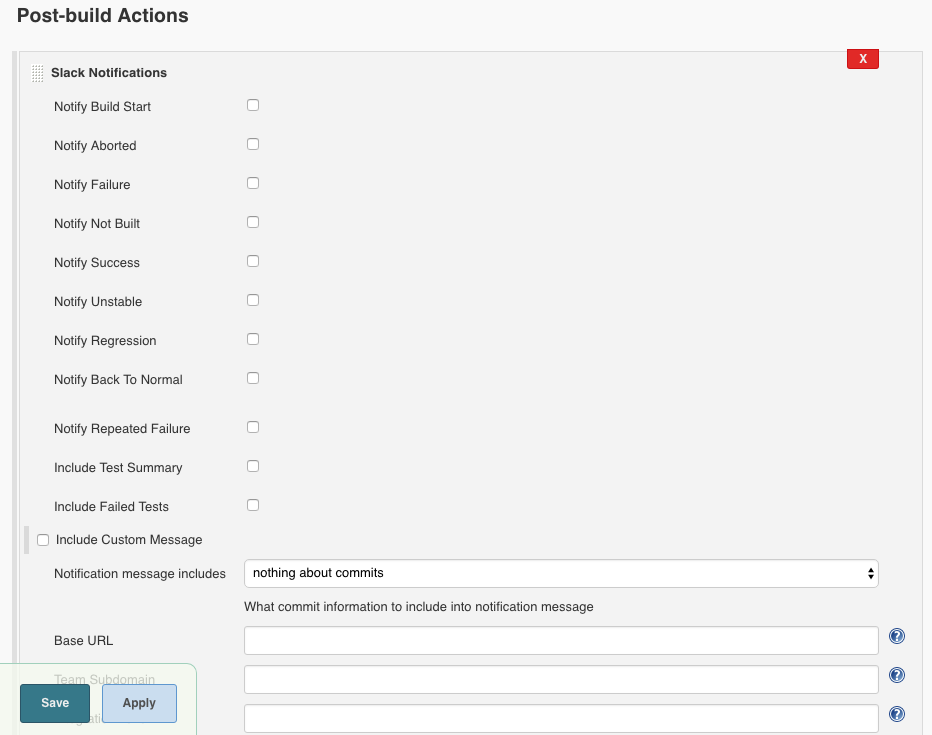 Post-build Actions
X
Slack Notifications
Notify Build Start
Notify Aborted
Notify Failure
Notify Not Built
Notify Success
Notify Unstable
Notify Regression
Notify Back To Normal
Notify Repeated Failure
Include Test Summary
Include Failed Tests
Include Custom Message
Notification message includes
nothing about commits
What commit information to include into notification message
Base URL
?
Team Subdomain
?
Save
Apply
?